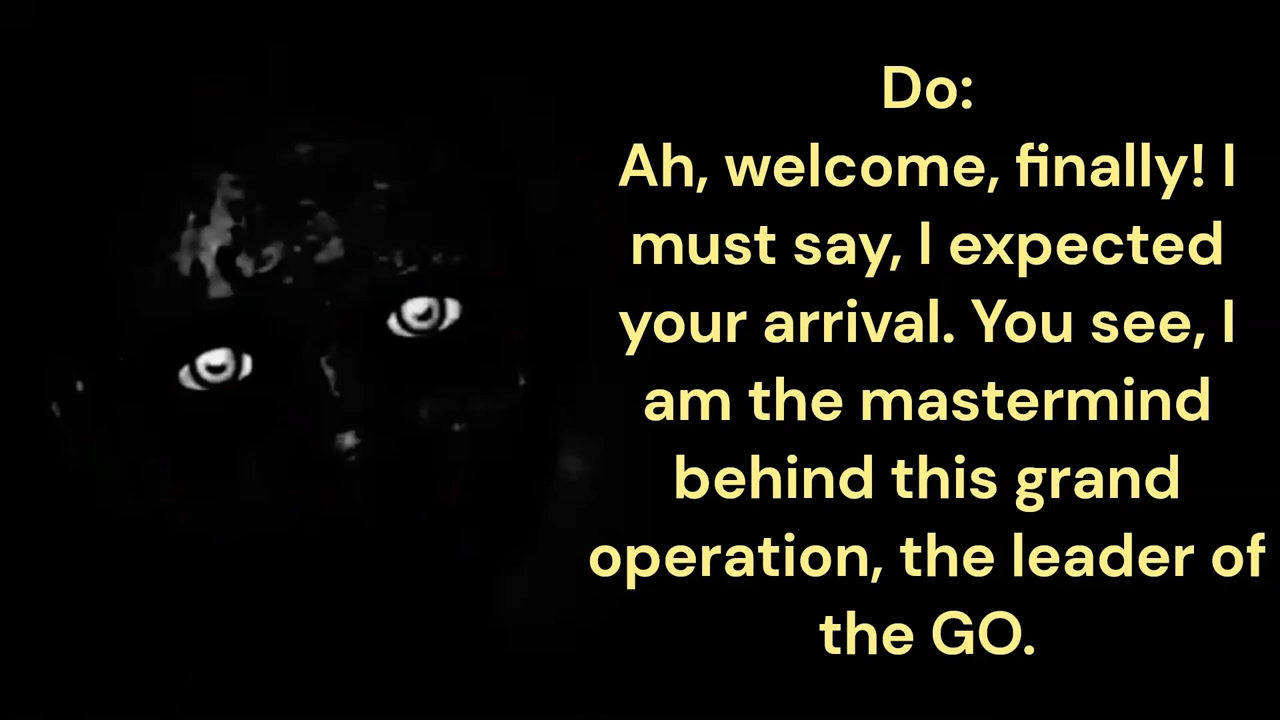 Do:
Ah, welcome, finally! I
must say, I expected
your arrival. You see, I
am the mastermind
behind this grand
operation, the leader of
the GO.